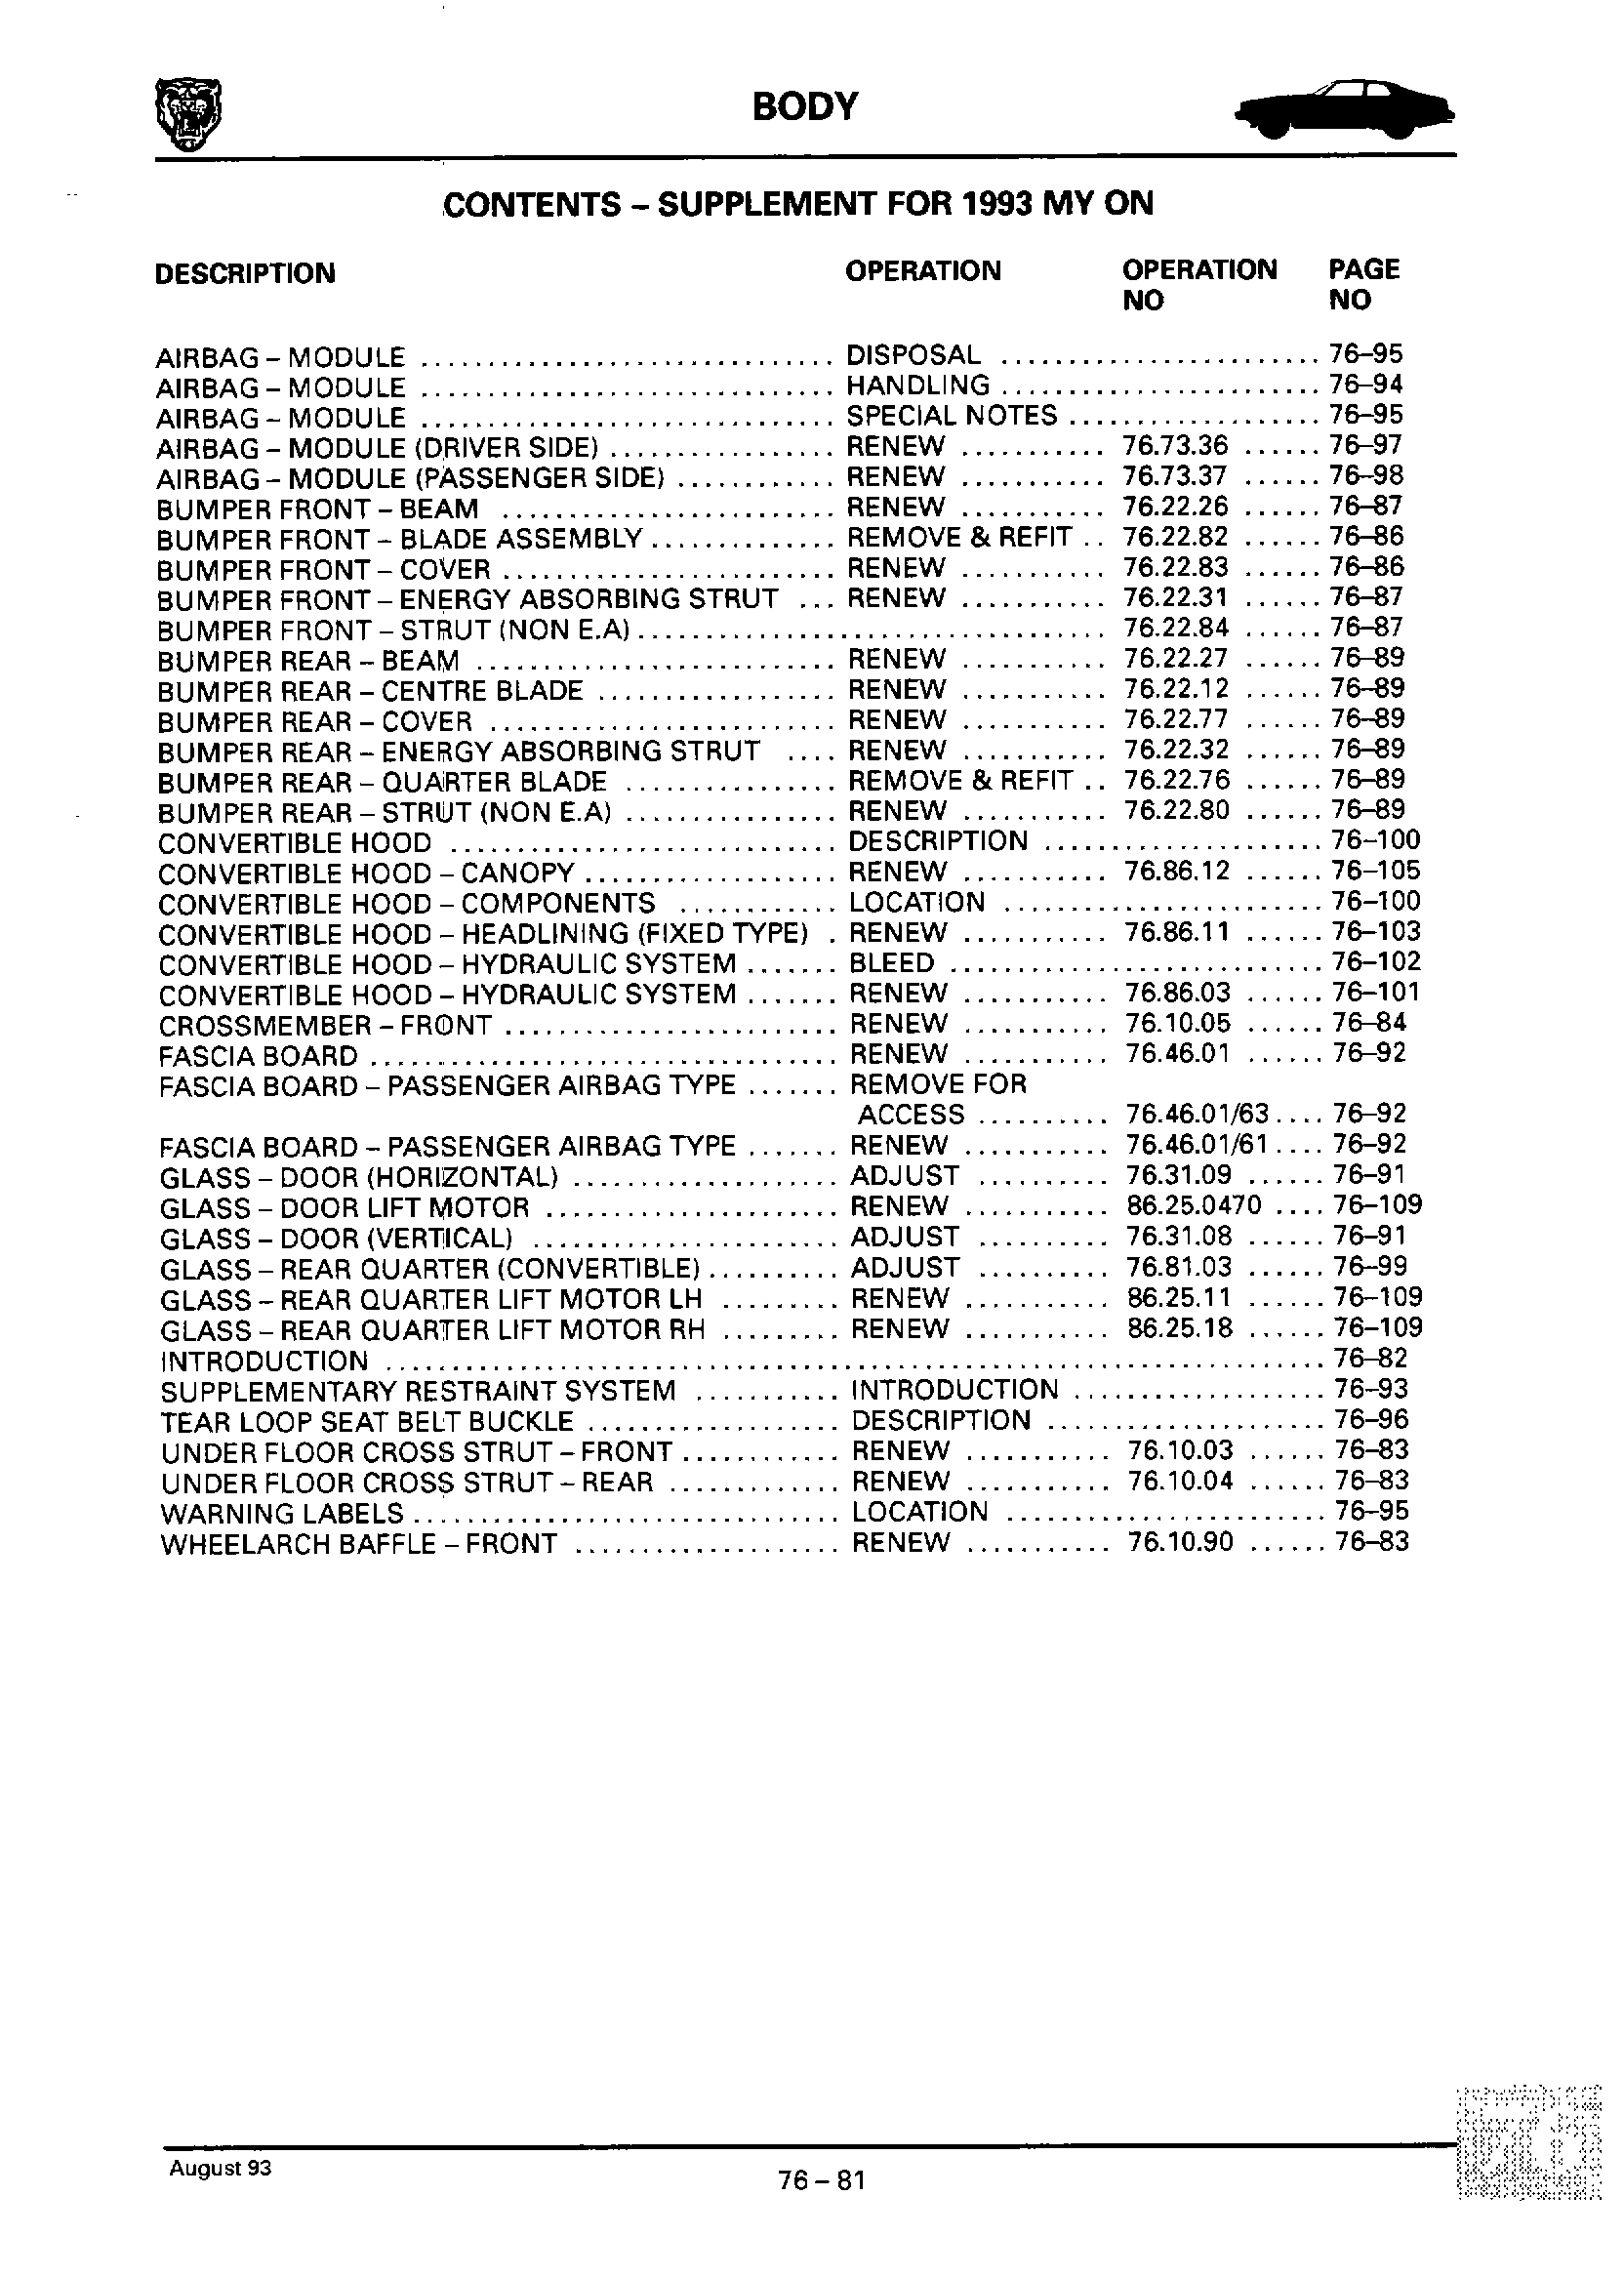 BODY
CONTENTS – SUPPLEMENT FOR 1993 MY ON
DESCRIPTION OPERATION OPERATION NO PAGE NO
AIRBAG – MODULE .............................. DISPOSAL ........................ 76–95
AIRBAG – MODULE .............................. HANDLING ........................ 76–94
AIRBAG – MODULE .............................. SPECIAL NOTES ................... 76–95
AIRBAG – MODULE (DRIVER SIDE) ................. RENEW ........... 76.73.36 ...... 76–97
AIRBAG – MODULE (PASSENGER SIDE) ............ RENEW ........... 76.73.37 ...... 76–98
BUMPER FRONT – BEAM ......................... RENEW ........... 76.22.26 ...... 76–87
BUMPER FRONT – BLADE ASSEMBLY .............. REMOVE & REFIT .. 76.22.82 ...... 76–86
BUMPER FRONT – COVER ......................... RENEW ........... 76.22.83 ...... 76–86
BUMPER FRONT – ENERGY ABSORBING STRUT ... RENEW ........... 76.22.31 ...... 76–87
BUMPER FRONT – STRUT (NON E.A) ................................... 76.22.84 ...... 76–87
BUMPER REAR – BEAM ........................... RENEW ........... 76.22.27 ...... 76–89
BUMPER REAR – CENTRE BLADE .................. RENEW ........... 76.22.12 ...... 76–89
BUMPER REAR – COVER .......................... RENEW ........... 76.22.77 ...... 76–89
BUMPER REAR – ENERGY ABSORBING STRUT .... RENEW ........... 76.22.32 ...... 76–89
BUMPER REAR – QUARTER BLADE ................ REMOVE & REFIT .. 76.22.76 ...... 76–89
BUMPER REAR – STRUT (NON E.A) ................ RENEW ........... 76.22.80 ...... 76–89
CONVERTIBLE HOOD ............................. DESCRIPTION ..................... 76–100
CONVERTIBLE HOOD – CANOPY ................... RENEW ........... 76.86.12 ...... 76–105
CONVERTIBLE HOOD – COMPONENTS ............ LOCATION ........................ 76–100
CONVERTIBLE HOOD – HEADLINING (FIXED TYPE) . RENEW ........... 76.86.11 ...... 76–103
CONVERTIBLE HOOD – HYDRAULIC SYSTEM ....... BLEED ............................ 76–102
CONVERTIBLE HOOD – HYDRAULIC SYSTEM ....... RENEW ........... 76.86.03 ...... 76–101
CROSSMEMBER – FRONT ......................... RENEW ........... 76.10.05 ...... 76–84
FASCIA BOARD ................................... RENEW ........... 76.46.01 ...... 76–92
FASCIA BOARD – PASSENGER AIRBAG TYPE ....... REMOVE FOR
ACCESS .......... 76.46.01/63 .... 76–92
FASCIA BOARD – PASSENGER AIRBAG TYPE ....... RENEW ........... 76.46.01/61 .... 76–92
GLASS – DOOR (HORIZONTAL) .................... ADJUST .......... 76.31.09 ...... 76–91
GLASS – DOOR LIFT MOTOR ...................... RENEW ........... 86.25.0470 .... 76–109
GLASS – DOOR (VERTICAL) ....................... ADJUST .......... 76.31.08 ...... 76–91
GLASS – REAR QUARTER (CONVERTIBLE) .......... ADJUST .......... 76.81.03 ...... 76–99
GLASS – REAR QUARTER LIFT MOTOR LH ......... RENEW ........... 86.25.11 ...... 76–109
GLASS – REAR QUARTER LIFT MOTOR RH ......... RENEW ........... 86.25.18 ...... 76–109
INTRODUCTION ....................................................................... 76–82
SUPPLEMENTARY RESTRAINT SYSTEM ........... INTRODUCTION ................... 76–93
TEAR LOOP SEAT BELT BUCKLE ................... DESCRIPTION ..................... 76–96
UNDER FLOOR CROSS STRUT – FRONT ............ RENEW ........... 76.10.03 ...... 76–83
UNDER FLOOR CROSS STRUT – REAR ............. RENEW ........... 76.10.04 ...... 76–83
WARNING LABELS ................................ LOCATION ........................ 76–95
WHEELARCH BAFFLE – FRONT .................... RENEW ........... 76.10.90 ...... 76–83
August 93
76 – 81